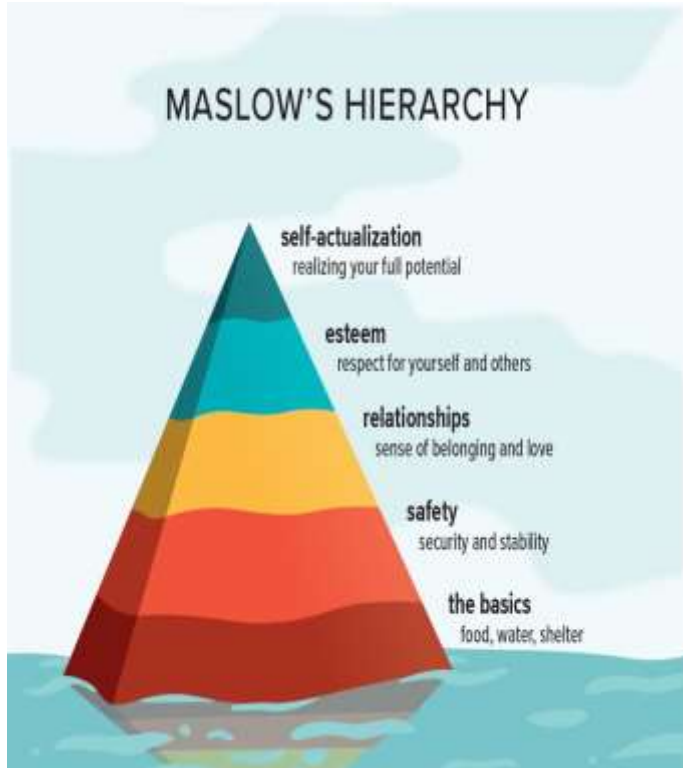 MASLOW'S HIERARCHY
self-actualization
realizing your full potential
esteem
respect for yourself and others
relationships
sense of belonging and love
safety
security and stability
the basics
food, water, shelter